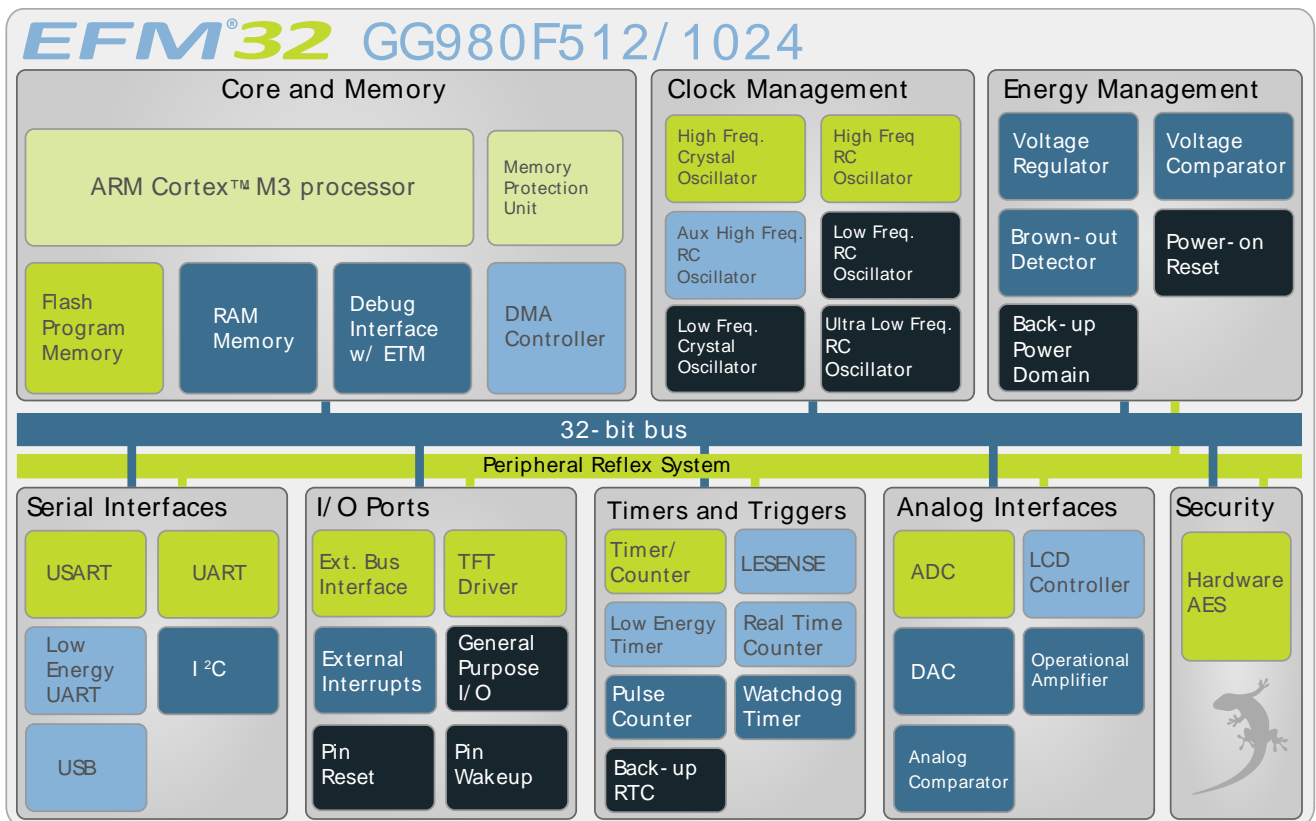 EFM®32 GG980F512/1024
Core and Memory
ARM Cortex™ M3 processor
Memory
Protection
Unit
Flash
Program
Memory
RAM
Memory
Debug
Interface
w/ ETM
DMA
Controller
Clock Management
High Freq.
Crystal
Oscillator
High Freq
RC
Oscillator
Aux High Freq.
RC
Oscillator
Low Freq.
RC
Oscillator
Low Freq.
Crystal
Oscillator
Ultra Low Freq.
RC
Oscillator
Energy Management
Voltage
Regulator
Voltage
Comparator
Brown-out
Detector
Power-on
Reset
Back-up
Power
Domain
32-bit bus
Peripheral Reflex System
Serial Interfaces
USART
UART
Low
Energy
UART
I²C
USB
I/O Ports
Ext. Bus
Interface
TFT
Driver
External
Interrupts
General
Purpose
I/O
Pin
Reset
Pin
Wakeup
Timers and Triggers
Timer/
Counter
LESENSE
Low Energy
Timer
Real Time
Counter
Pulse
Counter
Watchdog
Timer
Back-up
RTC
Analog Interfaces
ADC
LCD
Controller
DAC
Operational
Amplifier
Analog
Comparator
Security
Hardware
AES